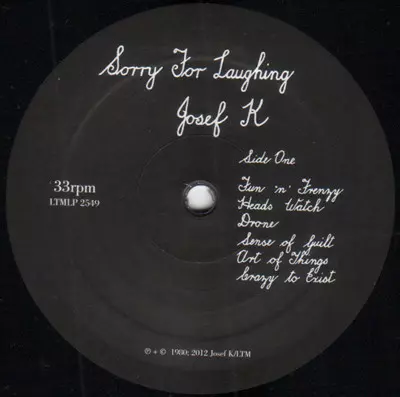 Sorry For Laughing
Josef K
Side One
33rpm
LTMLP 2549
Fun 'n' Frenzy
Heads Watch
Drone
Sense of Guilt
Art of Things
Crazy to Exist
℗ + © 1980; 2012 Josef K/LTM